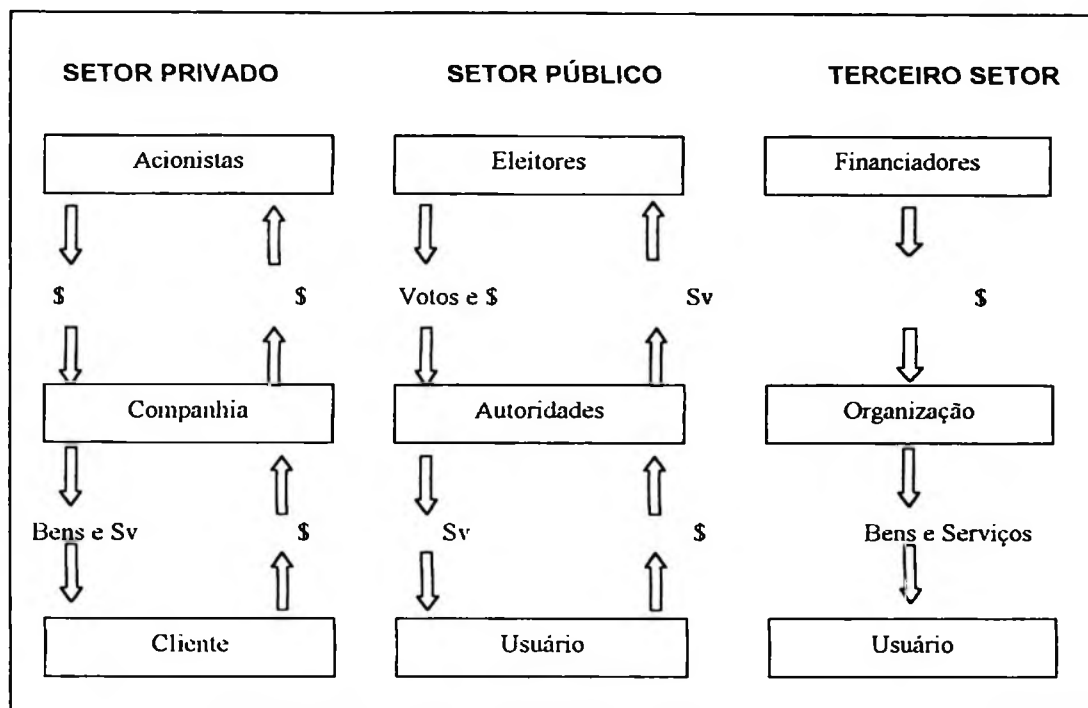 SETOR PRIVADO
SETOR PÚBLICO
TERCEIRO SETOR
Acionistas
Eleitores
Financiadores
$
$
Votos e $
Sv
$
Companhia
Autoridades
Organização
Bens e Sv
$
Sv
$
Bens e Serviços
Cliente
Usuário
Usuário